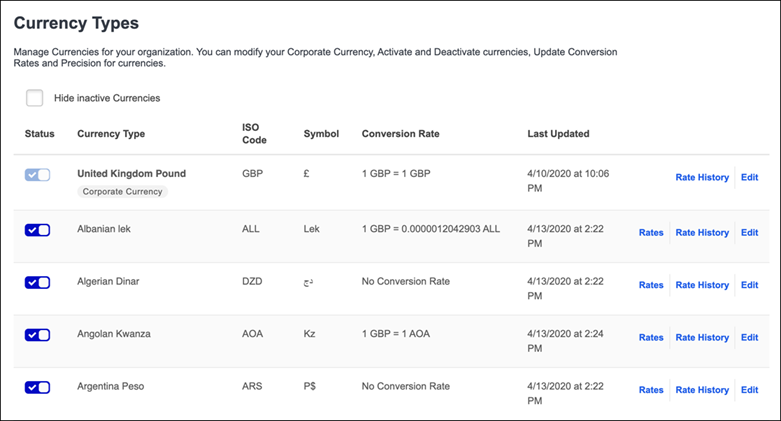 Currency Types
Manage Currencies for your organization. You can modify your Corporate Currency, Activate and Deactivate currencies, Update Conversion
Rates and Precision for currencies.
Hide inactive Currencies
Status Currency Type ISO Code Symbol Conversion Rate Last Updated
United Kingdom Pound GBP £ 1 GBP = 1 GBP 4/10/2020 at 10:06 PM Rate History Edit
Corporate Currency
Albanian lek ALL Lek 1 GBP = 0.0000012042903 ALL 4/13/2020 at 2:22 PM Rates Rate History Edit
Algerian Dinar DZD دج No Conversion Rate 4/13/2020 at 2:22 PM Rates Rate History Edit
Angolan Kwanza AOA Kz 1 GBP = 1 AOA 4/13/2020 at 2:24 PM Rates Rate History Edit
Argentina Peso ARS P$ No Conversion Rate 4/13/2020 at 2:22 PM Rates Rate History Edit